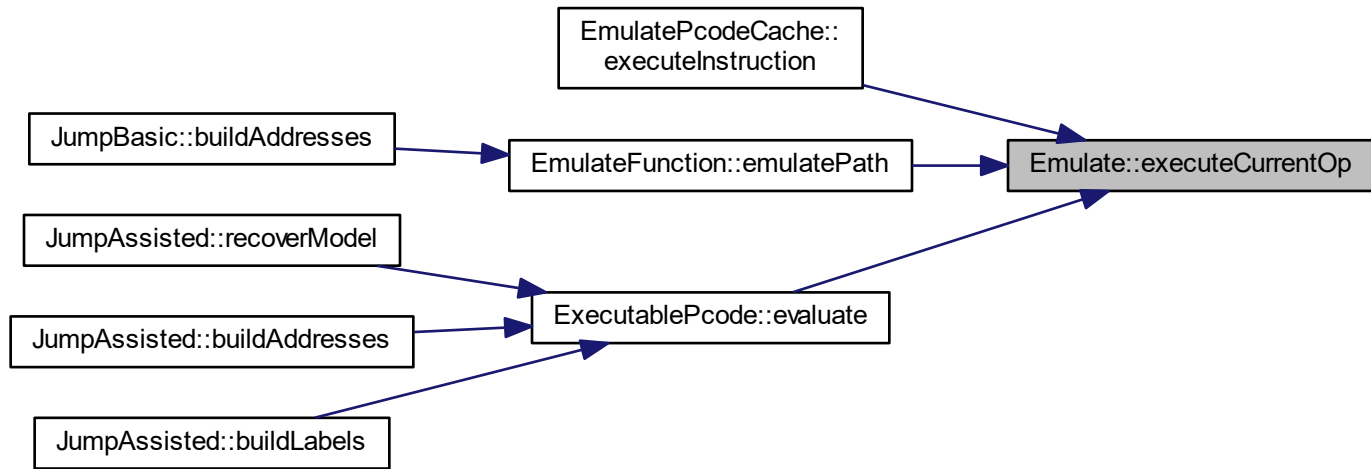 EmulatePcodeCache::
executeInstruction
JumpBasic::buildAddresses
EmulateFunction::emulatePath
Emulate::executeCurrentOp
JumpAssisted::recoverModel
ExecutablePcode::evaluate
JumpAssisted::buildAddresses
JumpAssisted::buildLabels